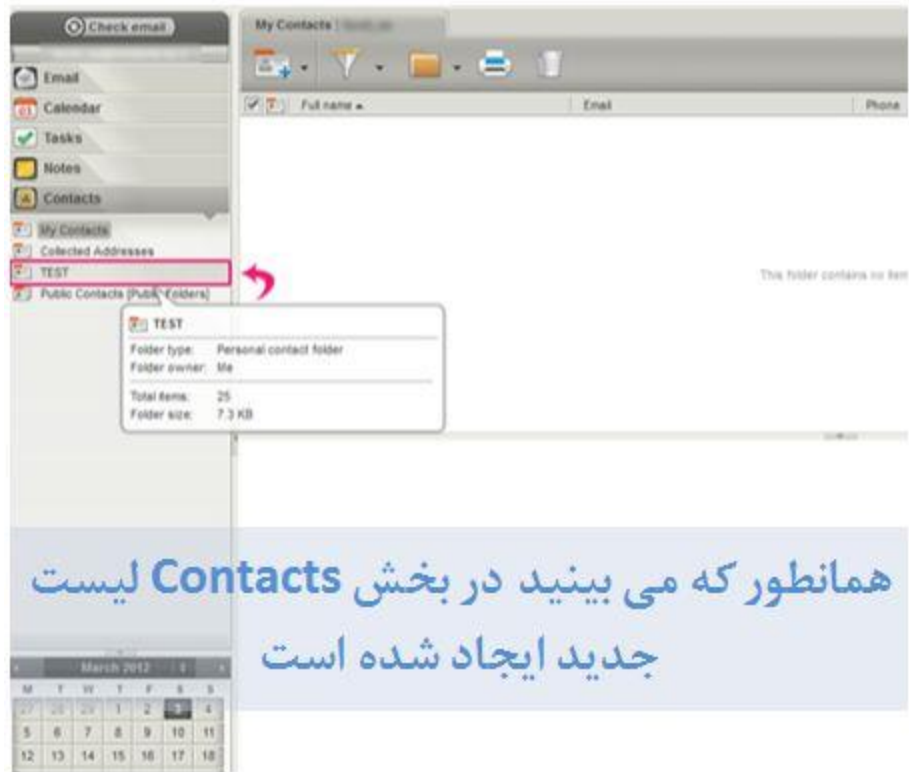 Check email
My Contacts
Email
Calendar
Tasks
Notes
Contacts
My Contacts
Collected Addresses
TEST
Public Contacts [Public Folders]
Full name
Email
Phone
This folder contains no item
TEST
Folder type: Personal contact folder
Folder owner: Me
Total items: 25
Folder size: 7.3 KB
همانطور که می بینید در بخش Contacts لیست
جدید ایجاد شده است
March 2012
M T W T F S S
27 28 29 1 2 3 4
5 6 7 8 9 10 11
12 13 14 15 16 17 18